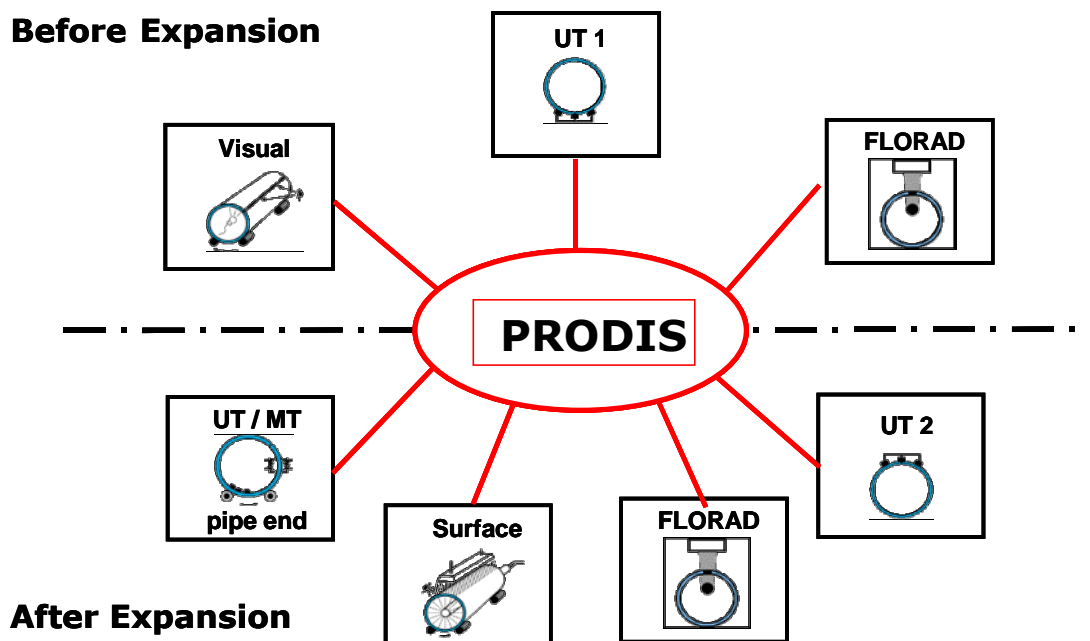 Before Expansion
UT 1
Visual
FLORAD
PRODIS
UT / MT
pipe end
UT 2
Surface
FLORAD
After Expansion